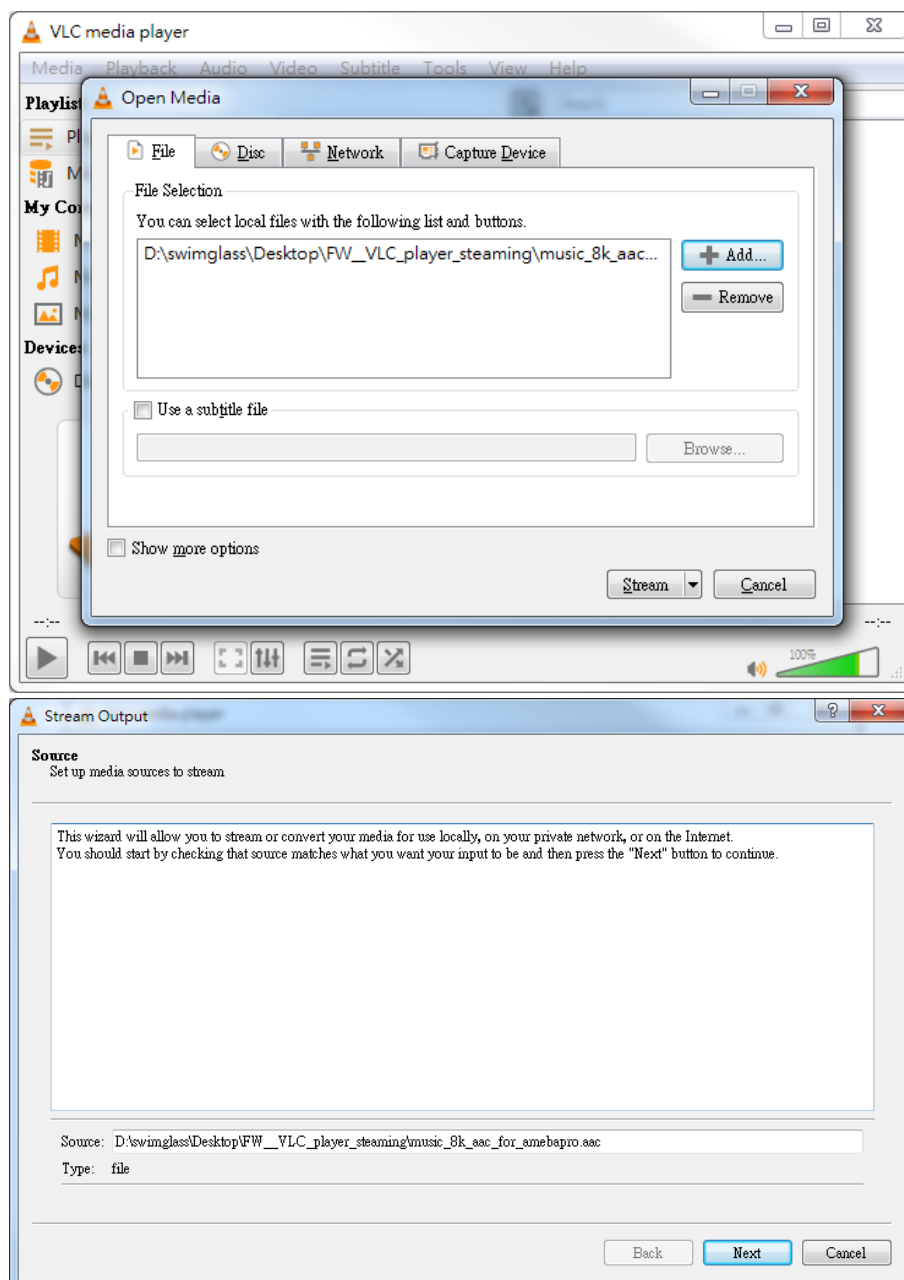 VLC media player
Media Playback Audio Video Subtitle Tools View Help
Playlist
Open Media
File Disc Network Capture Device
File Selection
You can select local files with the following list and buttons.
D:\swimglass\Desktop\FW__VLC_player_steaming\music_8k_aac...
Add...
Remove
My Co
Device
Use a subtitle file
Browse...
Show more options
Stream Cancel
--:-- --:--
100%
Stream Output
Source
Set up media sources to stream
This wizard will allow you to stream or convert your media for use locally, on your private network, or on the Internet.
You should start by checking that source matches what you want your input to be and then press the "Next" button to continue.
Source: D:\swimglass\Desktop\FW__VLC_player_steaming\music_8k_aac_for_amebapro.aac
Type: file
Back Next Cancel